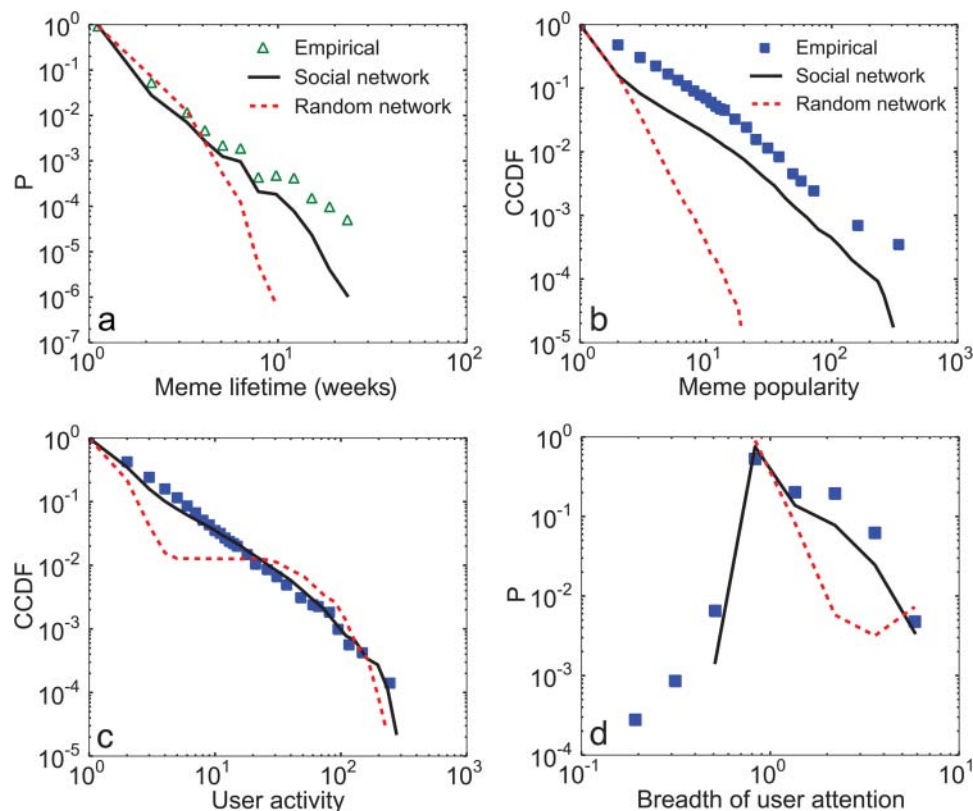 10^0
10^-1
10^-2
10^-3
10^-4
10^-5
10^-6
10^-7
P
Empirical
Social network
Random network
a
10^0
10^1
10^2
Meme lifetime (weeks)
10^0
10^-1
10^-2
10^-3
10^-4
10^-5
CCDF
Empirical
Social network
Random network
b
10^0
10^1
10^2
10^3
Meme popularity
10^0
10^-1
10^-2
10^-3
10^-4
10^-5
CCDF
c
10^0
10^1
10^2
10^3
User activity
10^0
10^-1
10^-2
10^-3
10^-4
P
d
10^-1
10^0
10^1
Breadth of user attention